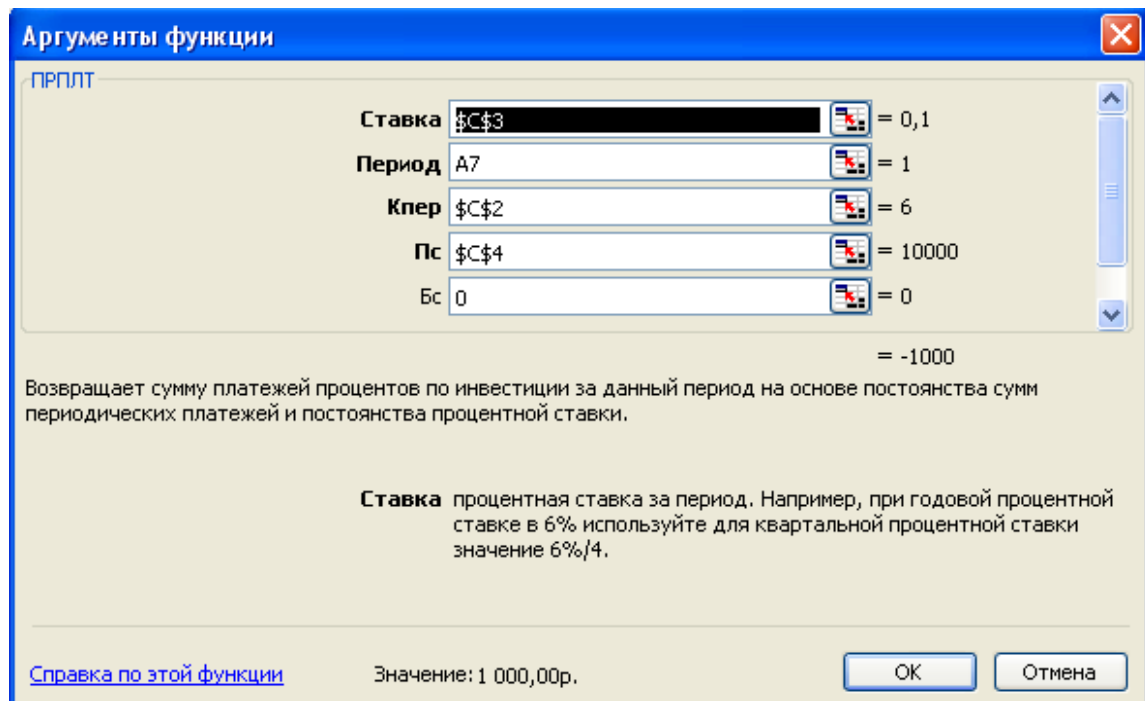 Аргументы функции
ПРПЛТ
Ставка $C$3 = 0,1
Период A7 = 1
Кпер $C$2 = 6
Пс $C$4 = 10000
Бс 0 = 0
= -1000
Возвращает сумму платежей процентов по инвестиции за данный период на основе постоянства сумм
периодических платежей и постоянства процентной ставки.
Ставка процентная ставка за период. Например, при годовой процентной
ставке в 6% используйте для квартальной процентной ставки
значение 6%/4.
Справка по этой функции Значение: 1 000,00р. ОК Отмена